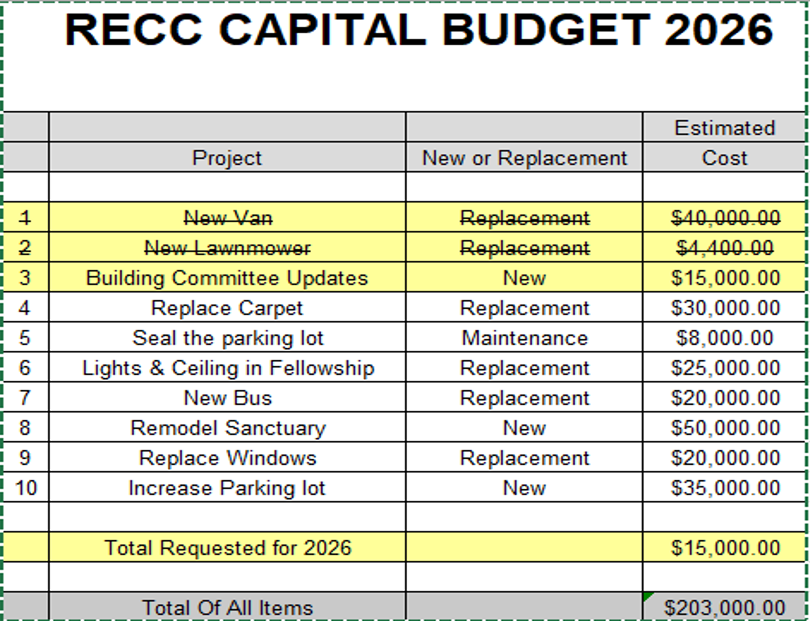 RECC CAPITAL BUDGET 2026
Estimated
Project New or Replacement Cost
1 New Van Replacement $40,000.00
2 New Lawnmower Replacement $4,400.00
3 Building Committee Updates New $15,000.00
4 Replace Carpet Replacement $30,000.00
5 Seal the parking lot Maintenance $8,000.00
6 Lights & Ceiling in Fellowship Replacement $25,000.00
7 New Bus Replacement $20,000.00
8 Remodel Sanctuary New $50,000.00
9 Replace Windows Replacement $20,000.00
10 Increase Parking lot New $35,000.00
Total Requested for 2026 $15,000.00
Total Of All Items $203,000.00